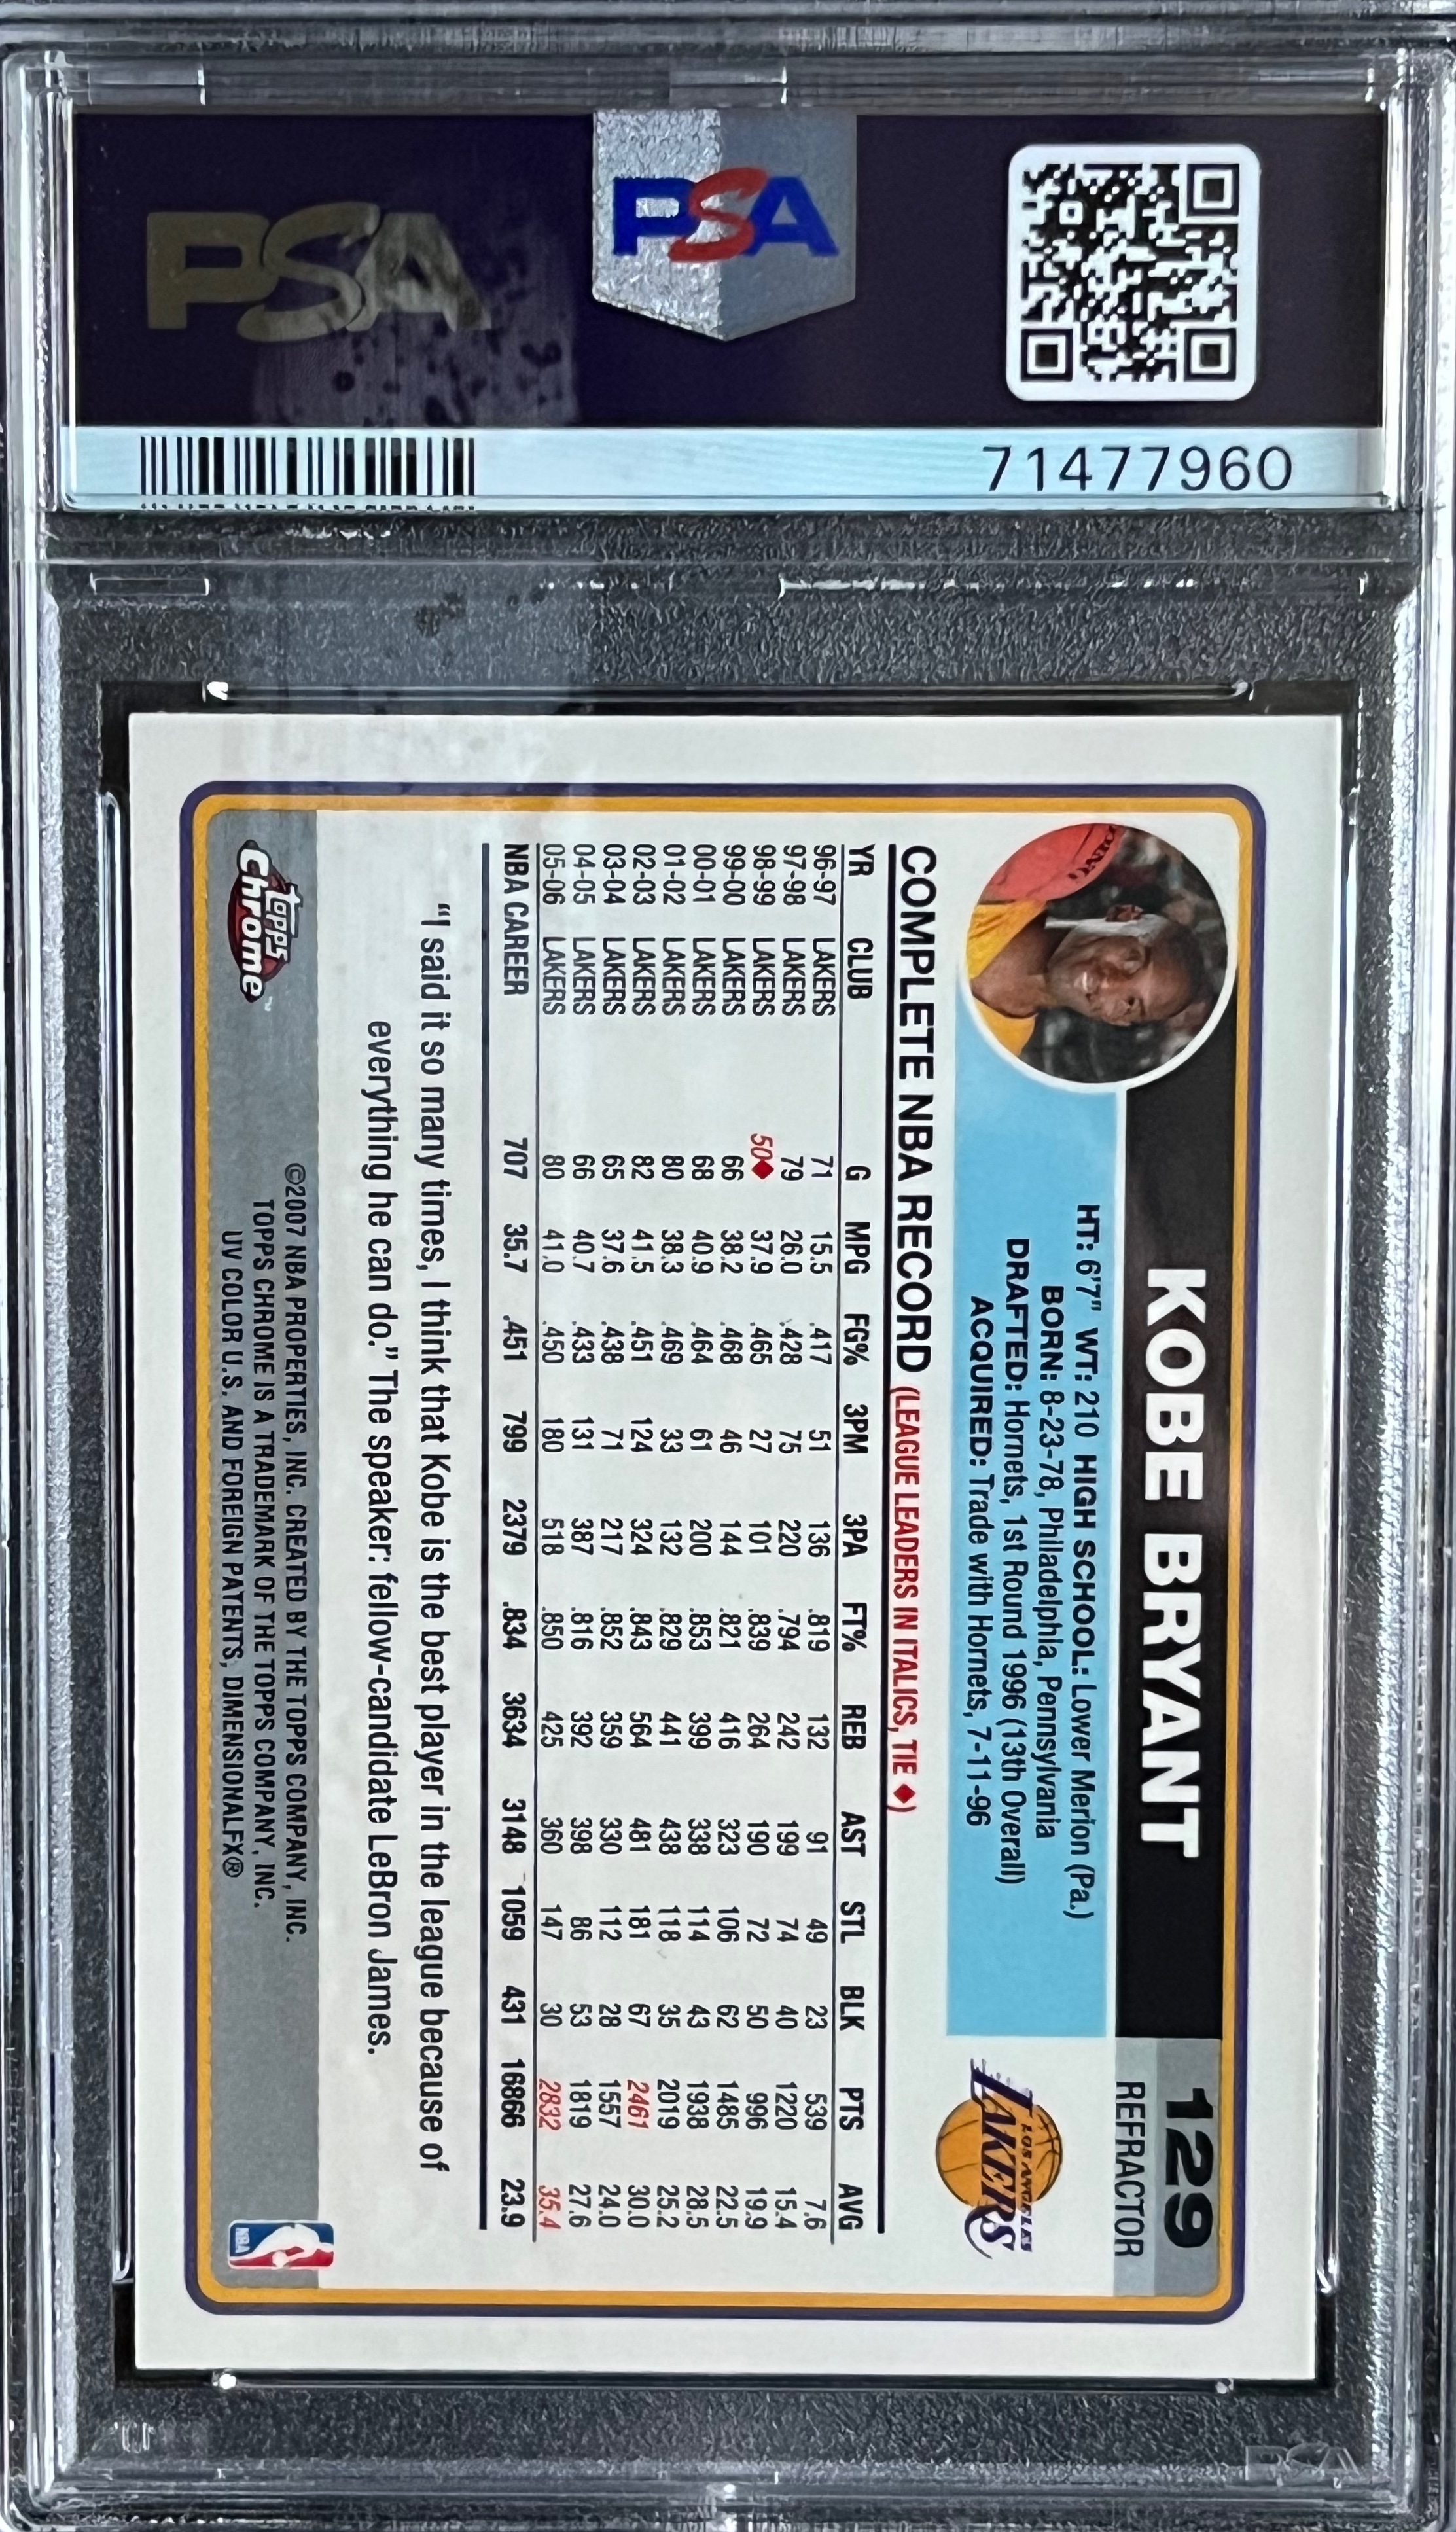 PSA
PSA
71477960
129
REFRACTOR
KOBE BRYANT
HT: 6'7" WT: 210 HIGH SCHOOL: Lower Merion (Pa.)
BORN: 8-23-78, Philadelphia, Pennsylvania
DRAFTED: Hornets, 1st Round 1996 (13th Overall)
ACQUIRED: Trade with Hornets, 7-11-96
LOS ANGELES
LAKERS
COMPLETE NBA RECORD (LEAGUE LEADERS IN ITALICS, TIE ♦)
YR CLUB G MPG FG% 3PM 3PA FT% REB AST STL BLK PTS AVG
96-97 LAKERS 71 15.5 .417 51 136 .819 132 91 49 23 539 7.6
97-98 LAKERS 79 26.0 .428 75 220 .794 242 199 74 40 1220 15.4
98-99 LAKERS 50♦ 37.9 .465 27 101 .839 264 190 72 50 996 19.9
99-00 LAKERS 66 38.2 .468 46 144 .821 416 323 106 62 1485 22.5
00-01 LAKERS 68 40.9 .464 61 200 .853 399 338 114 43 1938 28.5
01-02 LAKERS 80 38.3 .469 33 132 .829 441 438 118 35 2019 25.2
02-03 LAKERS 82 41.5 .451 124 324 .843 564 481 181 67 2461 30.0
03-04 LAKERS 65 37.6 .438 71 217 .852 359 330 112 28 1557 24.0
04-05 LAKERS 66 40.7 .433 131 387 .816 392 398 86 53 1819 27.6
05-06 LAKERS 80 41.0 .450 180 518 .850 425 360 147 30 2832 35.4
NBA CAREER 707 35.7 .451 799 2379 .834 3634 3148 1059 431 16866 23.9
"I said it so many times, I think that Kobe is the best player in the league because of
everything he can do." The speaker: fellow-candidate LeBron James.
topps
Chrome™
©2007 NBA PROPERTIES, INC. CREATED BY THE TOPPS COMPANY, INC.
TOPPS CHROME IS A TRADEMARK OF THE TOPPS COMPANY, INC.
UV COLOR U.S. AND FOREIGN PATENTS, DIMENSIONALFX®
NBA
PSA